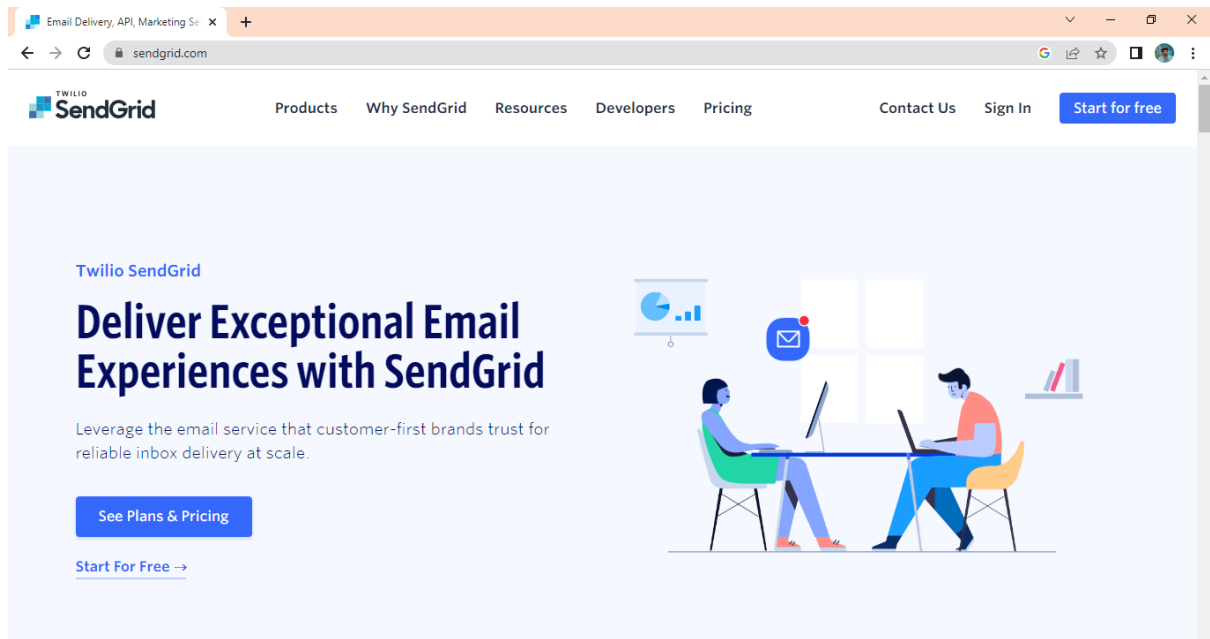 Email Delivery, API, Marketing Se
sendgrid.com
TWILIO
SendGrid
Products Why SendGrid Resources Developers Pricing Contact Us Sign In Start for free
Twilio SendGrid
Deliver Exceptional Email
Experiences with SendGrid
Leverage the email service that customer-first brands trust for
reliable inbox delivery at scale.
See Plans & Pricing
Start For Free →